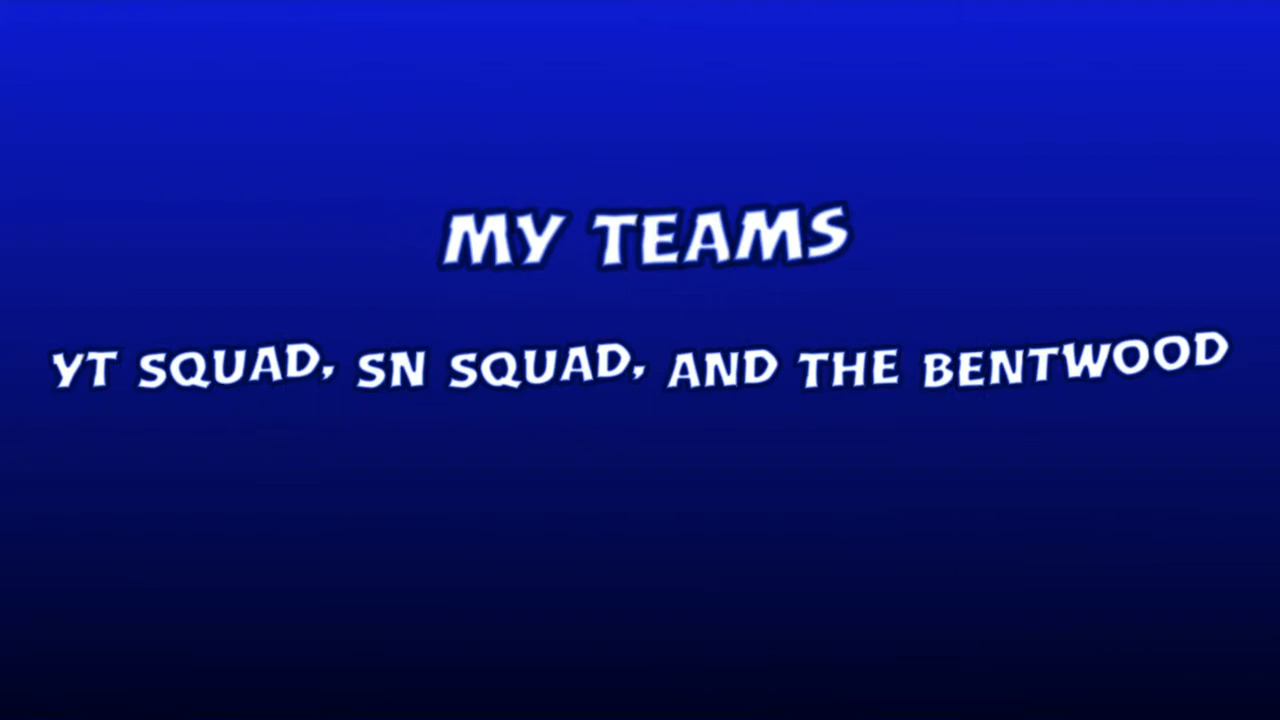 MY TEAMS
YT SQUAD, SN SQUAD, AND THE BENTWOOD